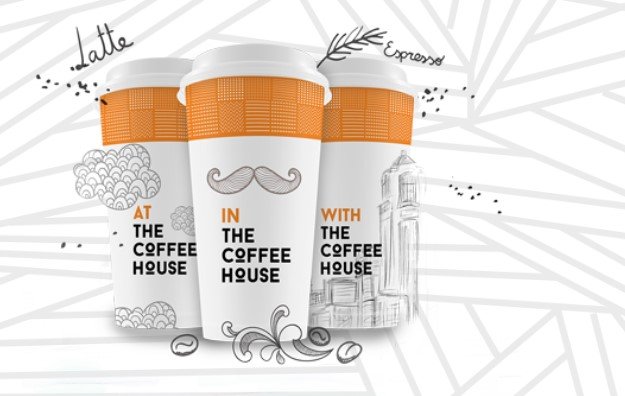 Latte
Espresso
AT
THE
COFFEE
HOUSE
IN
THE
COFFEE
HOUSE
WITH
THE
COFFEE
HOUSE